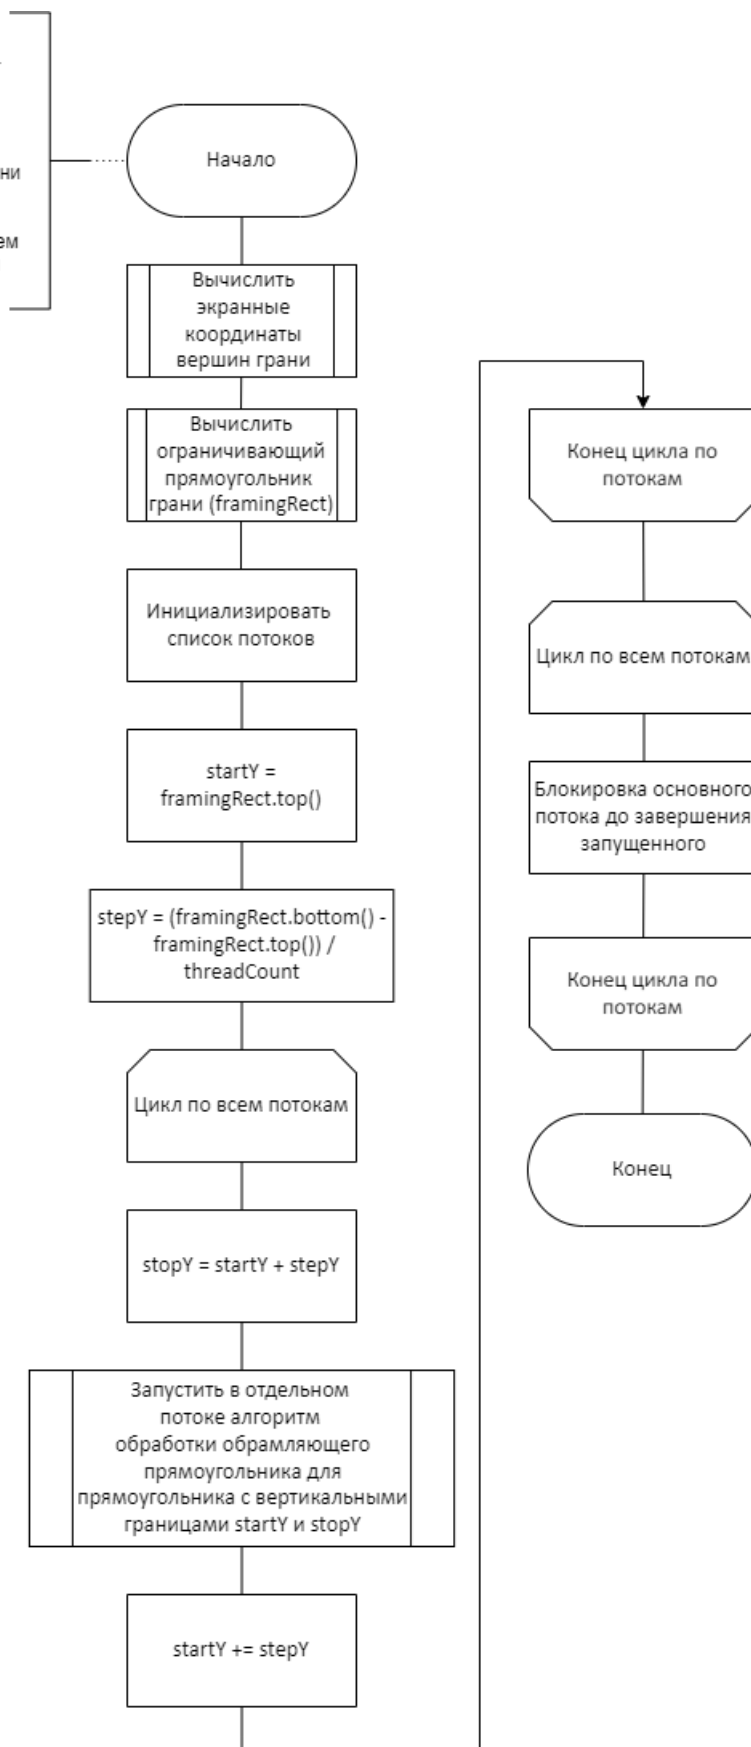 Начало
Вычислить
экранные
координаты
вершин грани
Вычислить
ограничивающий
прямоугольник
грани (framingRect)
Инициализировать
список потоков
startY =
framingRect.top()
stepY = (framingRect.bottom() -
framingRect.top()) /
threadCount
Цикл по всем потокам
stopY = startY + stepY
Запустить в отдельном
потоке алгоритм
обработки обрамляющего
прямоугольника для
прямоугольника с вертикальными
границами startY и stopY
startY += stepY
Конец цикла по
потокам
Цикл по всем потокам
Блокировка основного
потока до завершения
запущенного
Конец цикла по
потокам
Конец